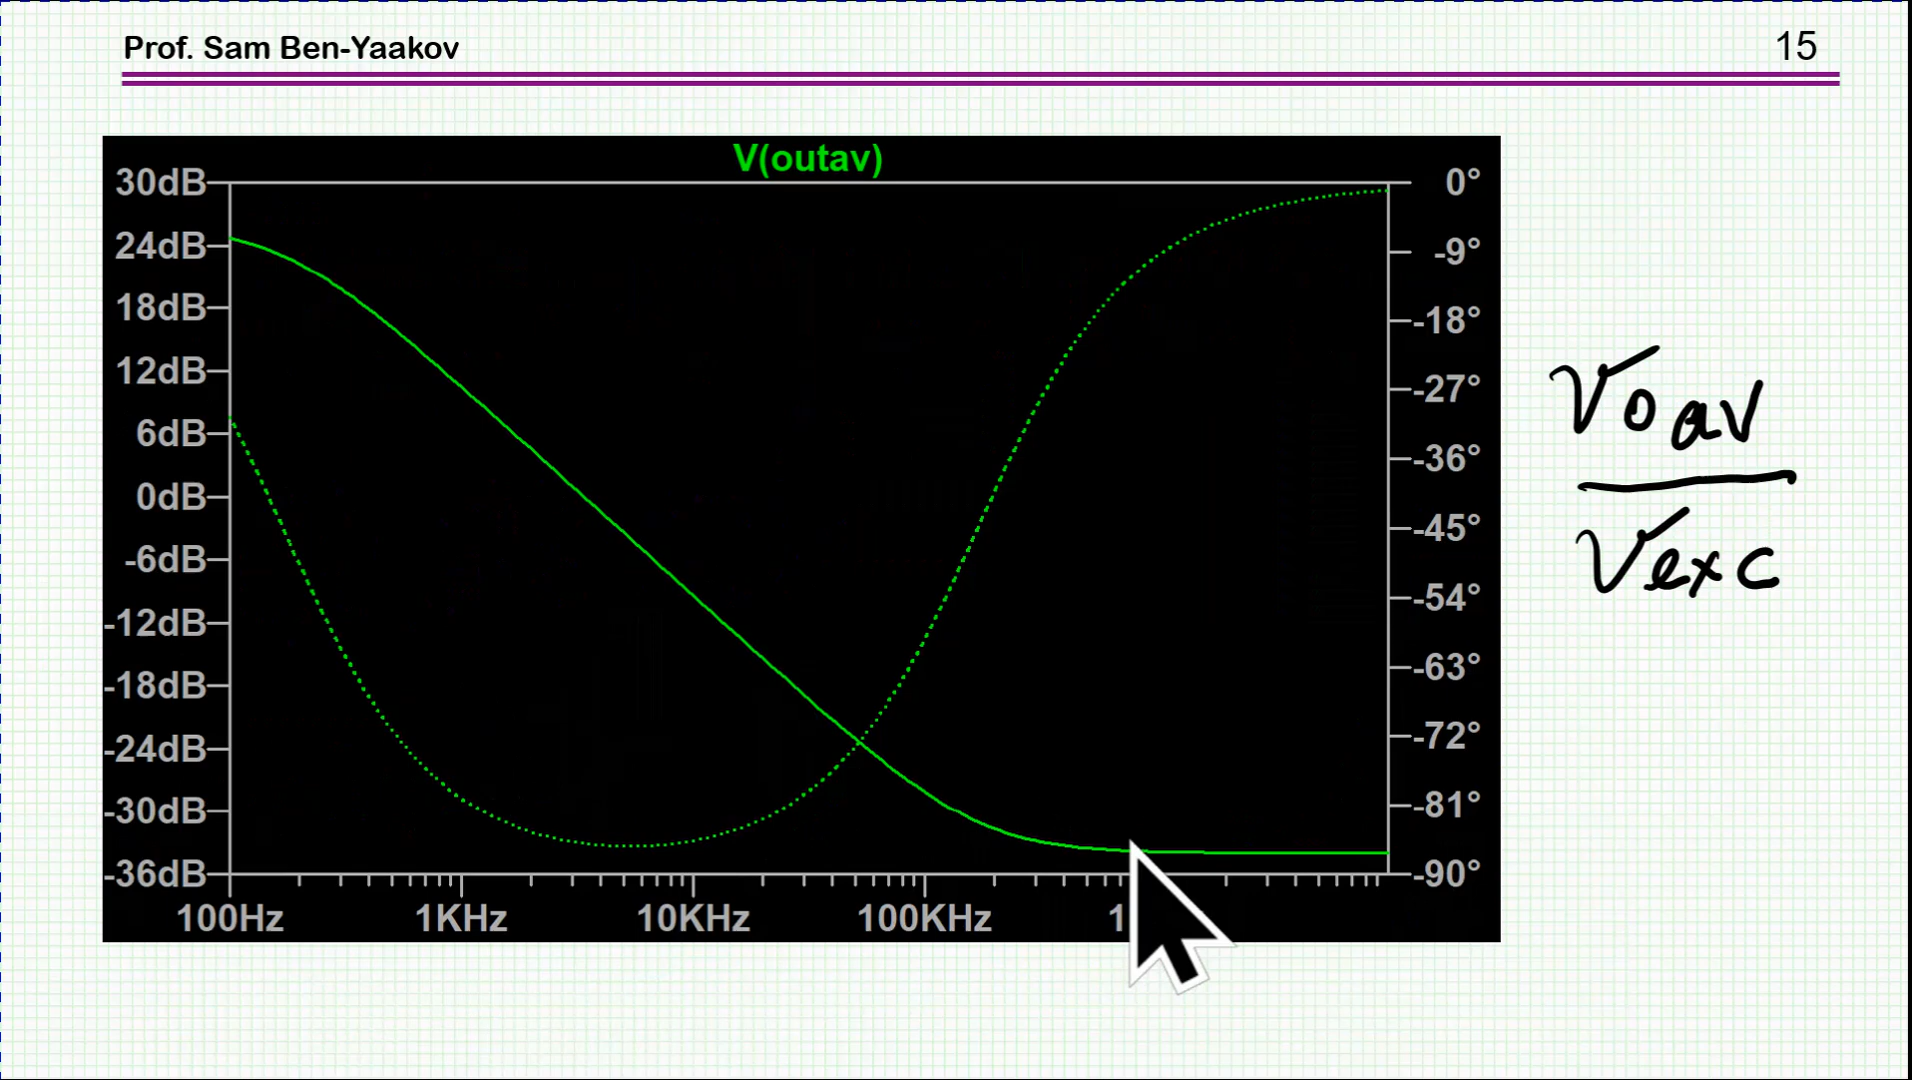 Prof. Sam Ben-Yaakov 15
V(outav)
30dB 0°
24dB -9°
18dB -18°
12dB -27°
6dB -36°
0dB -45°
-6dB -54°
-12dB -63°
-18dB -72°
-24dB -81°
-30dB -90°
-36dB
100Hz 1KHz 10KHz 100KHz
Voav
Vexc